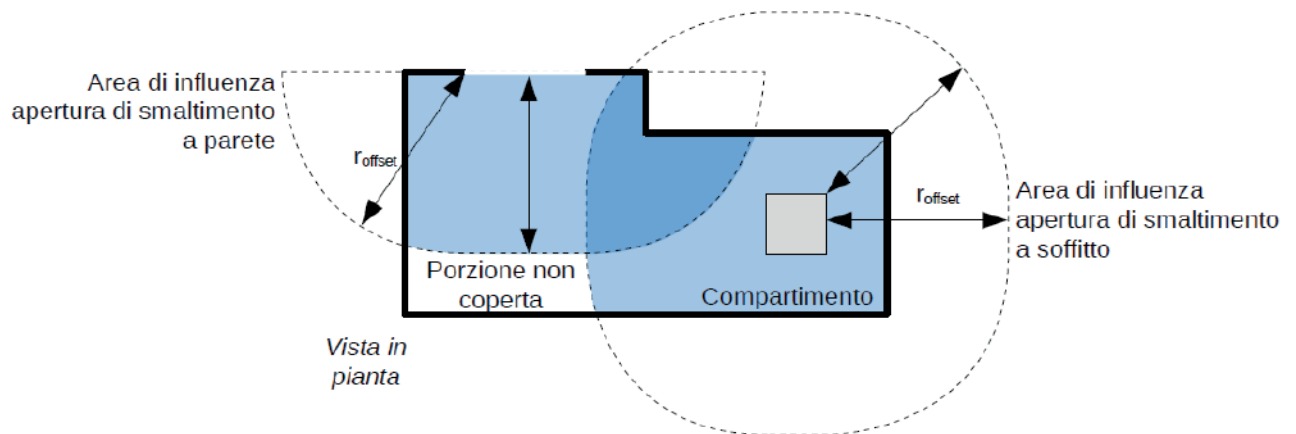 Area di influenza
apertura di smaltimento
a parete
r_offset
Porzione non
coperta
Compartimento
r_offset
Area di influenza
apertura di smaltimento
a soffitto
Vista in
pianta